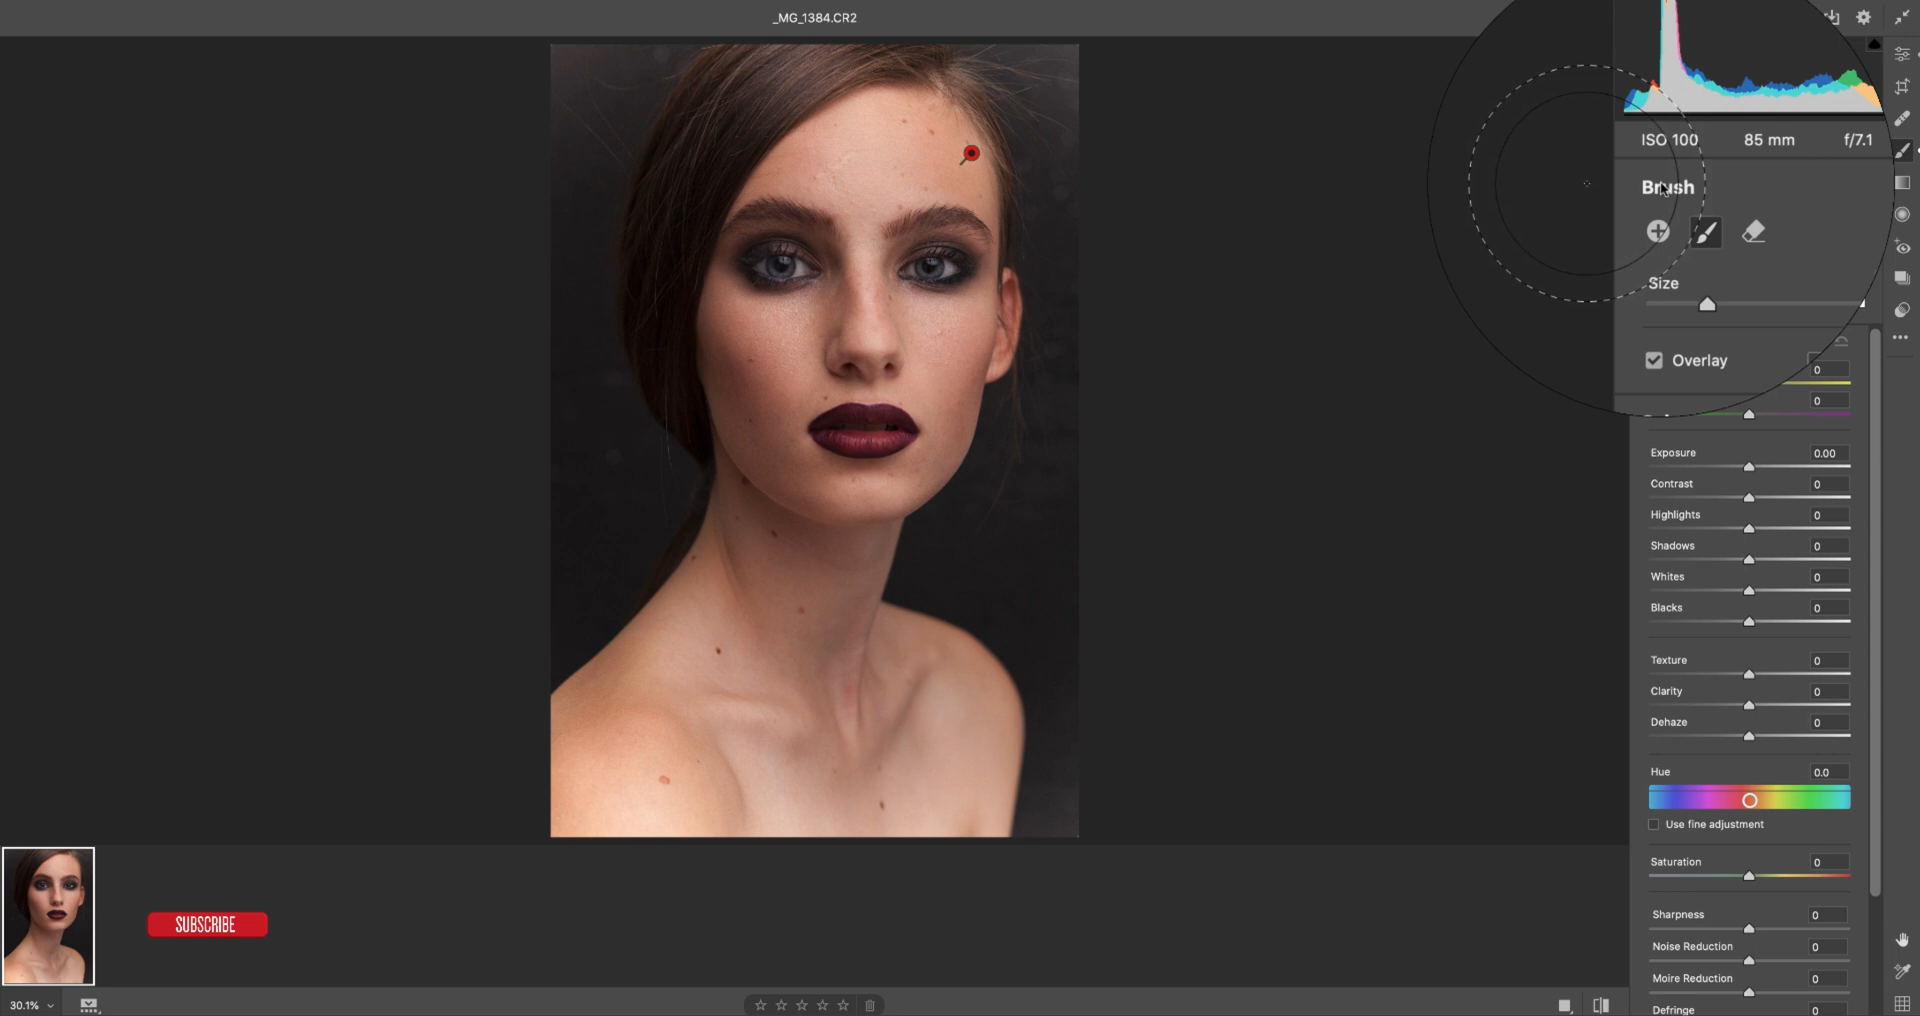 _MG_1384.CR2
ISO 100 85 mm f/7.1
Brush
Size
Overlay
0
0
Exposure 0.00
Contrast 0
Highlights 0
Shadows 0
Whites 0
Blacks 0
Texture 0
Clarity 0
Dehaze 0
Hue 0.0
Use fine adjustment
Saturation 0
Sharpness 0
Noise Reduction 0
Moire Reduction 0
Defringe 0
SUBSCRIBE
30.1%